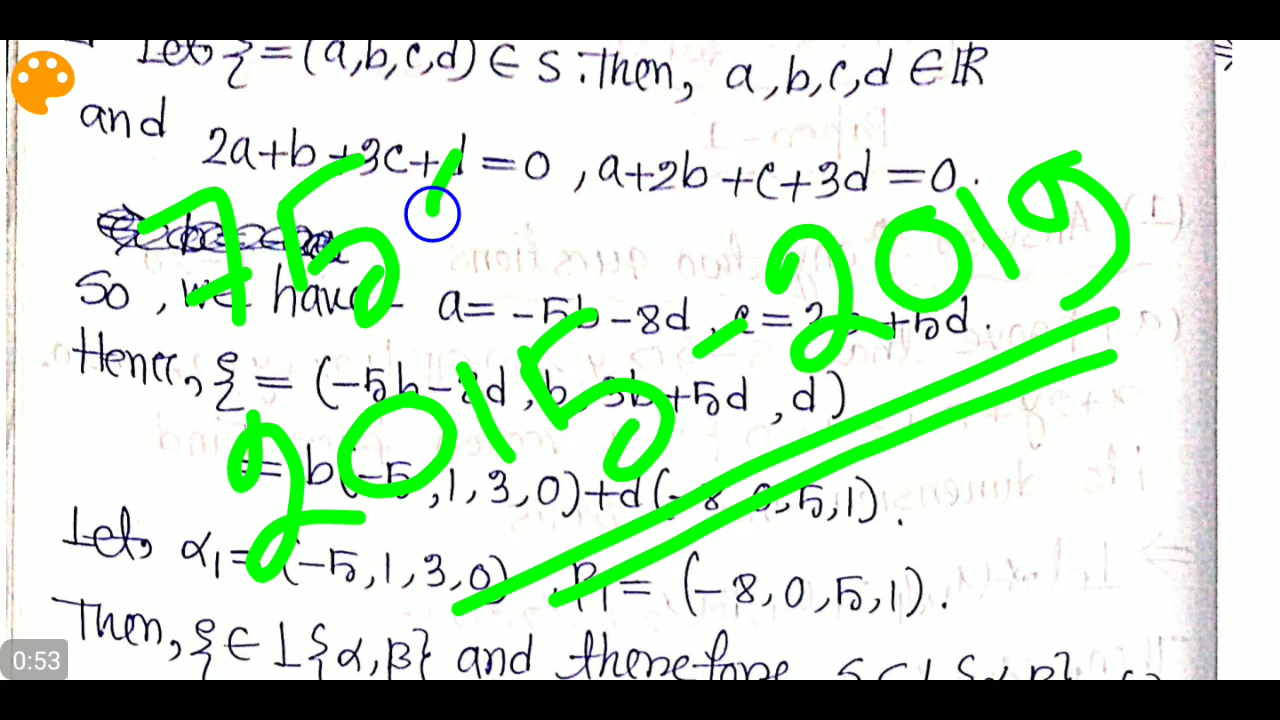 Let ξ = (a,b,c,d) ∈ S. Then, a,b,c,d ∈ ℝ
and 2a+b+3c+d = 0 , a+2b+c+3d = 0.
75
So, we have a = -5b-8d, c = 3b+5d.
2015-2019
Hence, ξ = (-5b-8d, b, 3b+5d, d)
= b(-5,1,3,0)+d(-8,0,5,1).
Let, α₁ = (-5,1,3,0), β₁ = (-8,0,5,1).
Then, ξ ∈ L{α,β} and therefore S ⊂ L{α,β}
0:53